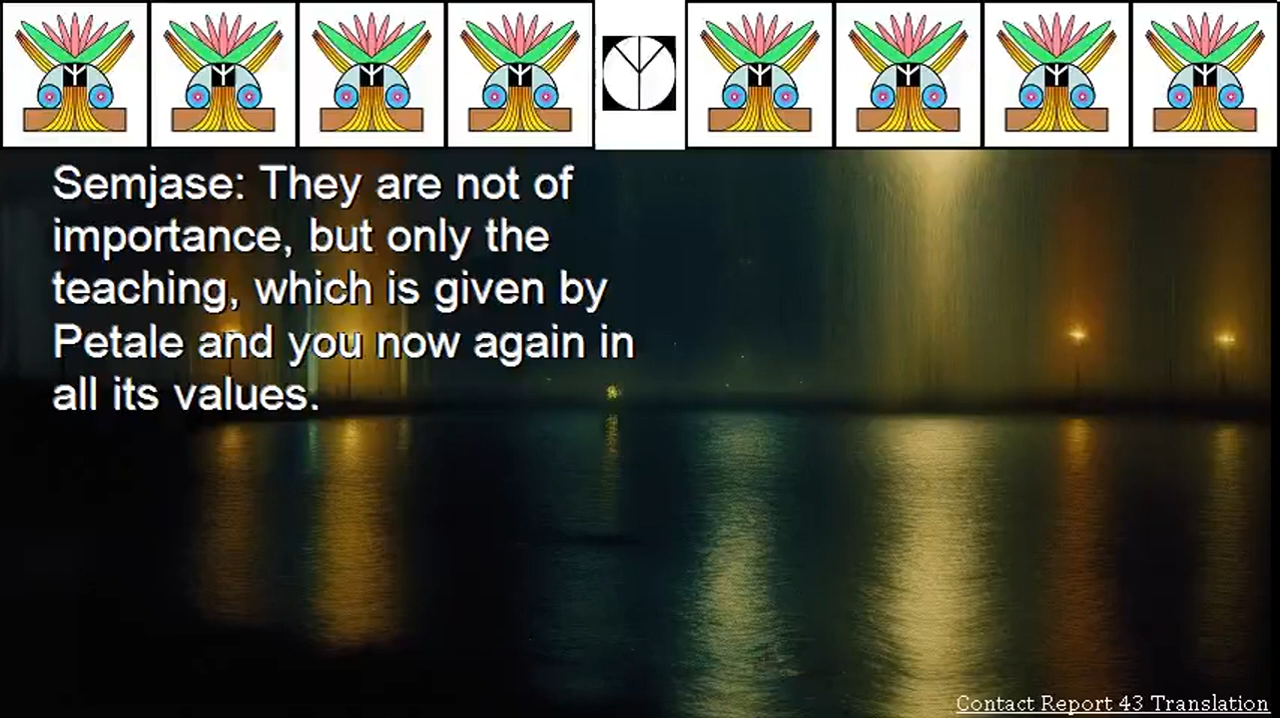 Semjase: They are not of
importance, but only the
teaching, which is given by
Petale and you now again in
all its values.
Contact Report 43 Translation